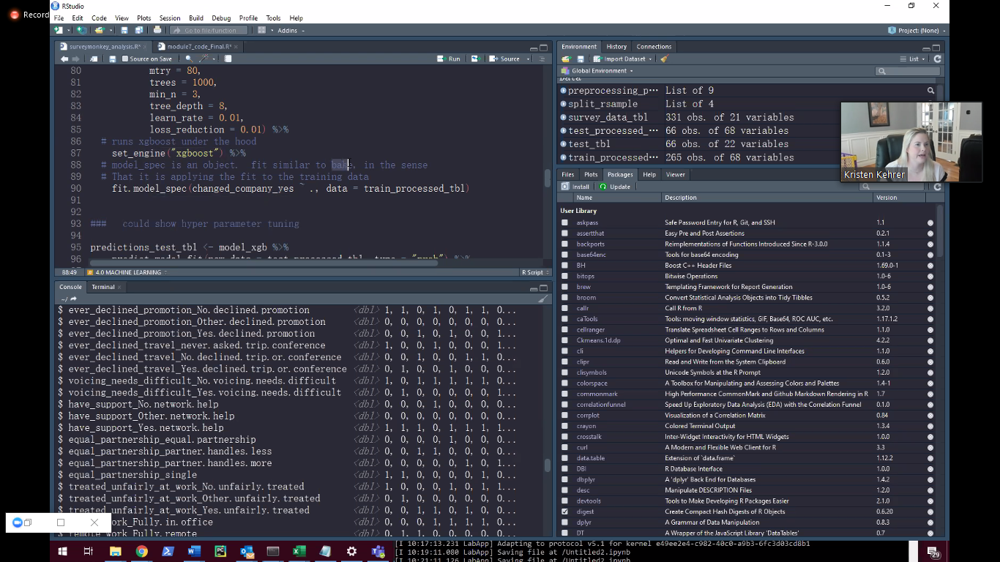 Record
RStudio
File Edit Code View Plots Session Build Debug Profile Tools Help
Go to file/function
Addins
Project: (None)
surveymonkey_analysis.R*
module7_code_Final.R*
Source on Save
Run
Source
80 mtry = 80,
81 trees = 1000,
82 min_n = 3,
83 tree_depth = 8,
84 learn_rate = 0.01,
85 loss_reduction = 0.01) %>%
86 # runs xgboost under the hood
87 set_engine("xgboost") %>%
88 # model_spec is an object. fit similar to bake, in the sense
89 # That it is applying the fit to the training data
90 fit.model_spec(changed_company_yes ~ ., data = train_processed_tbl)
91
92
93 ### could show hyper parameter tuning
94
95 predictions_test_tbl <- model_xgb %>%
96 predict.model_fit(new_data = test_processed_tbl, type = "prob") %>%
88:49 4.0 MACHINE LEARNING R Script
Console Terminal
~/
$ ever_declined_promotion_No.declined.promotion <dbl> 1, 1, 0, 1, 0, 1, 1, 0...
$ ever_declined_promotion_Other.declined.promotion <dbl> 0, 0, 0, 0, 0, 0, 0, 0...
$ ever_declined_promotion_Yes.declined.promotion <dbl> 0, 0, 1, 0, 1, 0, 0, 1...
$ ever_declined_travel_never.asked.trip.conference <dbl> 1, 0, 1, 0, 0, 0, 1, 0...
$ ever_declined_travel_No.declined.trip.or.conference <dbl> 0, 1, 0, 0, 1, 0, 0, 0...
$ ever_declined_travel_Yes.declined.trip.or.conference <dbl> 0, 0, 0, 1, 0, 1, 0, 1...
$ voicing_needs_difficult_No.voicing.needs.difficult <dbl> 1, 0, 1, 1, 1, 1, 1, 0...
$ voicing_needs_difficult_Yes.voicing.needs.difficult <dbl> 0, 1, 0, 0, 0, 0, 0, 1...
$ have_support_No.network.help <dbl> 0, 0, 0, 1, 0, 0, 0, 0...
$ have_support_Other.network.help <dbl> 0, 0, 0, 0, 0, 0, 0, 0...
$ have_support_Yes.network.help <dbl> 1, 1, 1, 0, 1, 1, 1, 1...
$ equal_partnership_equal.partnership <dbl> 0, 0, 1, 0, 0, 0, 1, 0...
$ equal_partnership_partner.handles.less <dbl> 0, 0, 0, 1, 1, 0, 0, 0...
$ equal_partnership_partner.handles.more <dbl> 0, 0, 0, 0, 0, 1, 0, 1...
$ equal_partnership_single <dbl> 1, 1, 0, 0, 0, 0, 0, 0...
$ treated_unfairly_at_work_No.unfairly.treated <dbl> 1, 0, 0, 1, 0, 1, 0, 1...
$ treated_unfairly_at_work_Other.unfairly.treated <dbl> 0, 1, 0, 0, 0, 0, 0, 0...
$ treated_unfairly_at_work_Yes.unfairly.treated <dbl> 0, 0, 1, 0, 1, 0, 1, 0...
work_Fully.in.office <dbl> 0, 0, 0, 0, 0, 1, 0, 0...
work_Fully.remote
Environment History Connections
Import Dataset
List
Global Environment
Data
preprocessing_p··· List of 9
split_rsample List of 4
survey_data_tbl 331 obs. of 21 variables
test_processed_··· 66 obs. of 68 variables
test_tbl 66 obs. of 22 variables
train_processed··· 265 obs. of 68 variables
Kristen Kehrer
Files Plots Packages Help Viewer
Install Update
Name Description Version
User Library
askpass Safe Password Entry for R, Git, and SSH 1.1
assertthat Easy Pre and Post Assertions 0.2.1
backports Reimplementations of Functions Introduced Since R-3.0.0 1.1.4
base64enc Tools for base64 encoding 0.1-3
BH Boost C++ Header Files 1.69.0-1
bitops Bitwise Operations 1.0-6
brew Templating Framework for Report Generation 1.0-6
broom Convert Statistical Analysis Objects into Tidy Tibbles 0.5.2
callr Call R from R 3.2.0
caTools Tools: moving window statistics, GIF, Base64, ROC AUC, etc. 1.17.1.2
cellranger Translate Spreadsheet Cell Ranges to Rows and Columns 1.1.0
Ckmeans.1d.dp Optimal and Fast Univariate Clustering 4.2.2
cli Helpers for Developing Command Line Interfaces 1.1.0
clipr Read and Write from the System Clipboard 0.6.0
clisymbols Unicode Symbols at the R Prompt 1.2.0
colorspace A Toolbox for Manipulating and Assessing Colors and Palettes 1.4-1
commonmark High Performance CommonMark and Github Markdown Rendering in R 1.7
correlationfunnel Speed Up Exploratory Data Analysis (EDA) with the Correlation Funnel 0.1.0
corrplot Visualization of a Correlation Matrix 0.84
crayon Colored Terminal Output 1.3.4
crosstalk Inter-Widget Interactivity for HTML Widgets 1.0.0
curl A Modern and Flexible Web Client for R 3.3
data.table Extension of `data.frame` 1.12.2
DBI R Database Interface 1.0.0
dbplyr A 'dplyr' Back End for Databases 1.4.2
desc Manipulate DESCRIPTION Files 1.2.0
devtools Tools to Make Developing R Packages Easier 2.1.0
digest Create Compact Hash Digests of R Objects 0.6.20
dplyr A Grammar of Data Manipulation 0.8.3
DT A Wrapper of the JavaScript Library 'DataTables' 0.7
[I 10:17:13.231 LabApp] Adapting to protocol v5.1 for kernel e49ee2e4-c982-40c0-a9b3-6fc3d03cd8b1
[I 10:19:11.080 LabApp] Saving file at /Untitled2.ipynb
[I 10:21:11.126 LabApp] Saving file at /Untitled2.ipynb
29